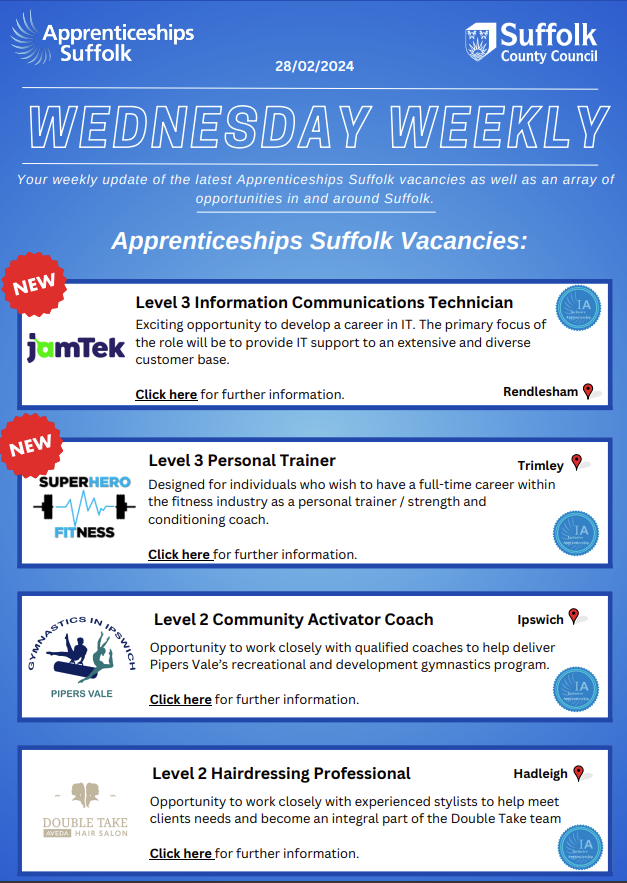 Apprenticeships
Suffolk
Suffolk
County Council
28/02/2024
WEDNESDAY WEEKLY
Your weekly update of the latest Apprenticeships Suffolk vacancies as well as an array of
opportunities in and around Suffolk.
Apprenticeships Suffolk Vacancies:
NEW
jamTek
Level 3 Information Communications Technician
IA
Exciting opportunity to develop a career in IT. The primary focus of
the role will be to provide IT support to an extensive and diverse
customer base.
Click here for further information.
Rendlesham
NEW
SUPERHERO
FITNESS
Level 3 Personal Trainer
Trimley
Designed for individuals who wish to have a full-time career within
the fitness industry as a personal trainer / strength and
conditioning coach.
IA
Click here for further information.
GYMNASTICS IN IPSWICH
PIPERS VALE
Level 2 Community Activator Coach
Ipswich
Opportunity to work closely with qualified coaches to help deliver
Pipers Vale's recreational and development gymnastics program.
IA
Click here for further information.
DOUBLE TAKE
AVEDA HAIR SALON
Level 2 Hairdressing Professional
Hadleigh
Opportunity to work closely with experienced stylists to help meet
clients needs and become an integral part of the Double Take team
IA
Click here for further information.